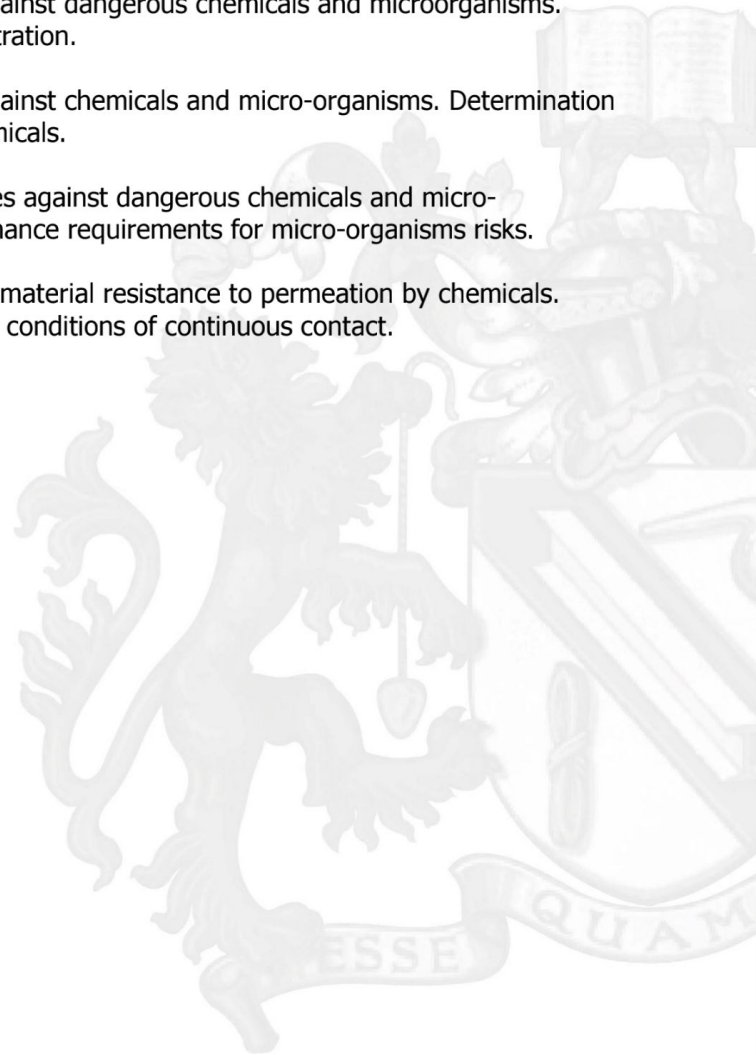 ainst dangerous chemicals and microorganisms.
tration.
ainst chemicals and micro-organisms. Determination
micals.
es against dangerous chemicals and micro-
nance requirements for micro-organisms risks.
material resistance to permeation by chemicals.
conditions of continuous contact.
ESSE
QUAM